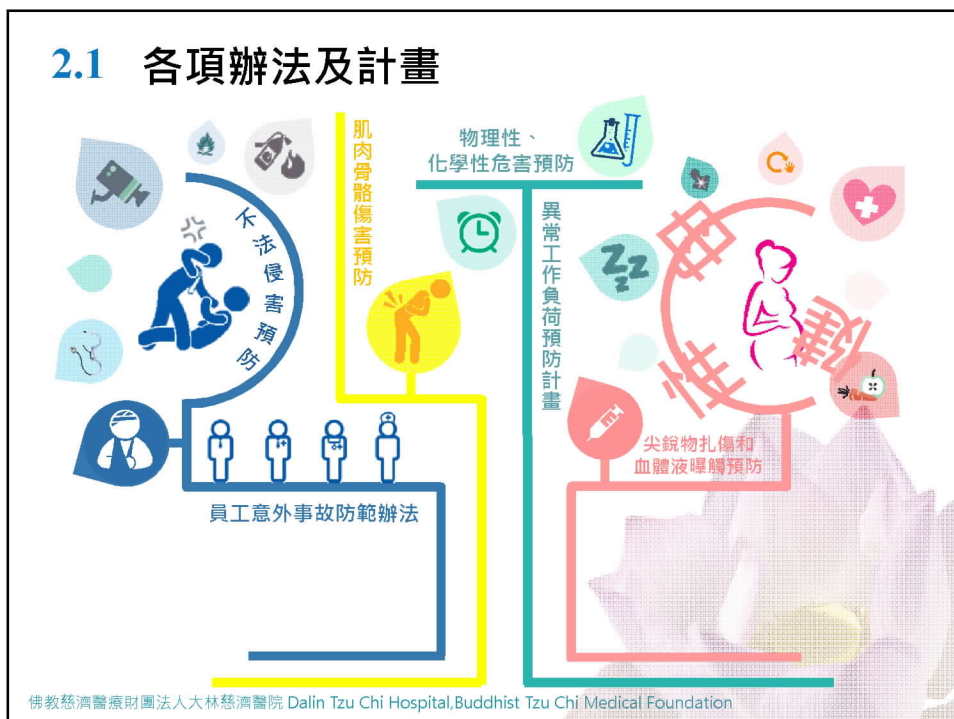 2.1 各項辦法及計畫
不法侵害預防
肌肉骨骼傷害預防
物理性、
化學性危害預防
異常工作負荷預防計畫
母
性
健
尖銳物扎傷和
血體液曝觸預防
員工意外事故防範辦法
佛教慈濟醫療財團法人大林慈濟醫院 Dalin Tzu Chi Hospital,Buddhist Tzu Chi Medical Foundation